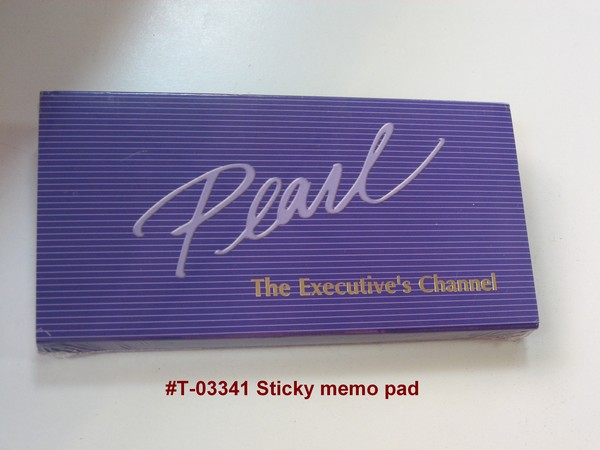 Pearl
The Executive's Channel
#T-03341 Sticky memo pad